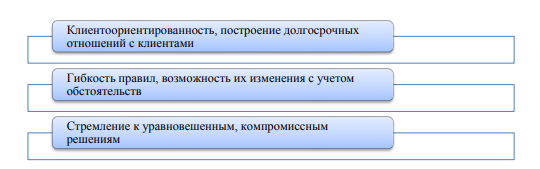 Клиентоориентированность, построение долгосрочных
отношений с клиентами
Гибкость правил, возможность их изменения с учетом
обстоятельств
Стремление к уравновешенным, компромиссным
решениям